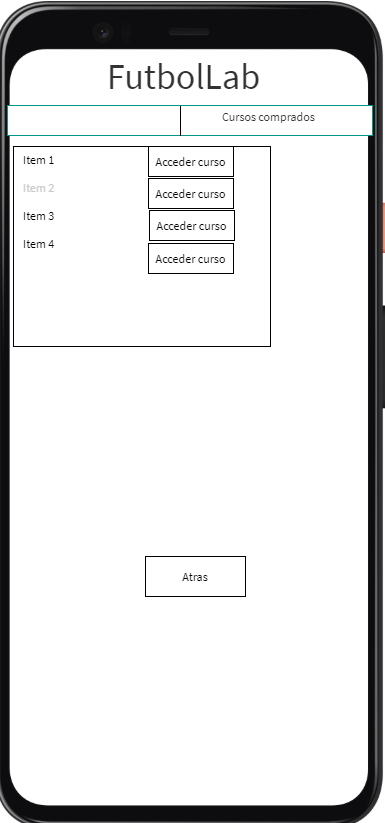 FutbolLab
Cursos comprados
Item 1 Acceder curso
Item 2 Acceder curso
Item 3 Acceder curso
Item 4 Acceder curso
Atras